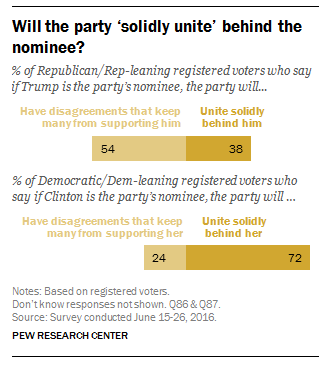 Will the party ‘solidly unite’ behind the
nominee?
% of Republican/Rep-leaning registered voters who say
if Trump is the party's nominee, the party will...
Have disagreements that keep
many from supporting him
Unite solidly
behind him
54
38
% of Democratic/Dem-leaning registered voters who
say if Clinton is the party's nominee, the party will ...
Have disagreements that keep
many from supporting her
Unite solidly
behind her
24
72
Notes: Based on registered voters.
Don't know responses not shown. Q86 & Q87.
Source: Survey conducted June 15-26, 2016.
PEW RESEARCH CENTER